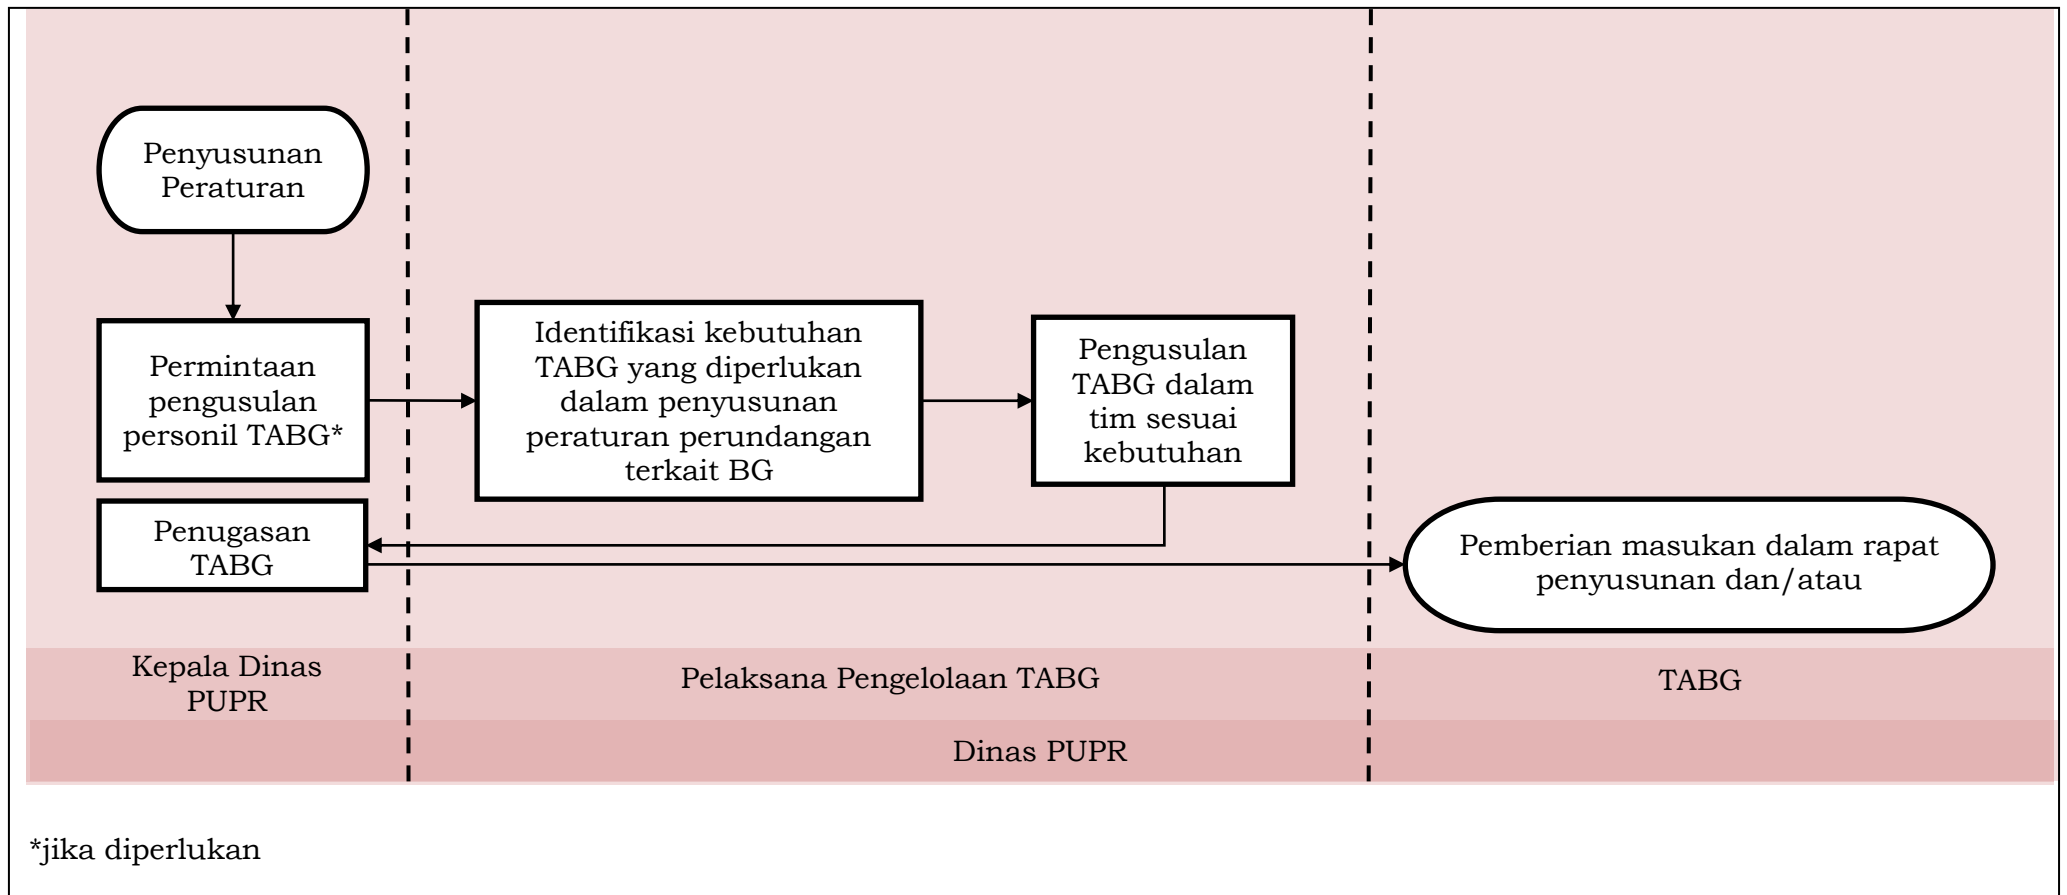 Penyusunan
Peraturan
Permintaan
pengusulan
personil TABG*
Identifikasi kebutuhan
TABG yang diperlukan
dalam penyusunan
peraturan perundangan
terkait BG
Pengusulan
TABG dalam
tim sesuai
kebutuhan
Penugasan
TABG
Pemberian masukan dalam rapat
penyusunan dan/atau
Kepala Dinas
PUPR
Pelaksana Pengelolaan TABG
TABG
Dinas PUPR
*jika diperlukan